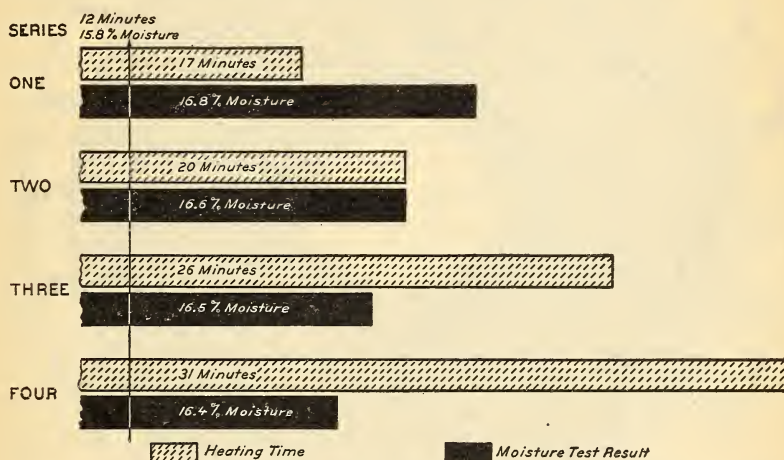 12 Minutes
SERIES
15.8% Moisture
17 Minutes
ONE
16.8% Moisture
20 Minutes
TWO
16.6% Moisture
26 Minutes
THREE
16.5% Moisture
31 Minutes
FOUR
16.4% Moisture
Heating Time
Moisture Test Result